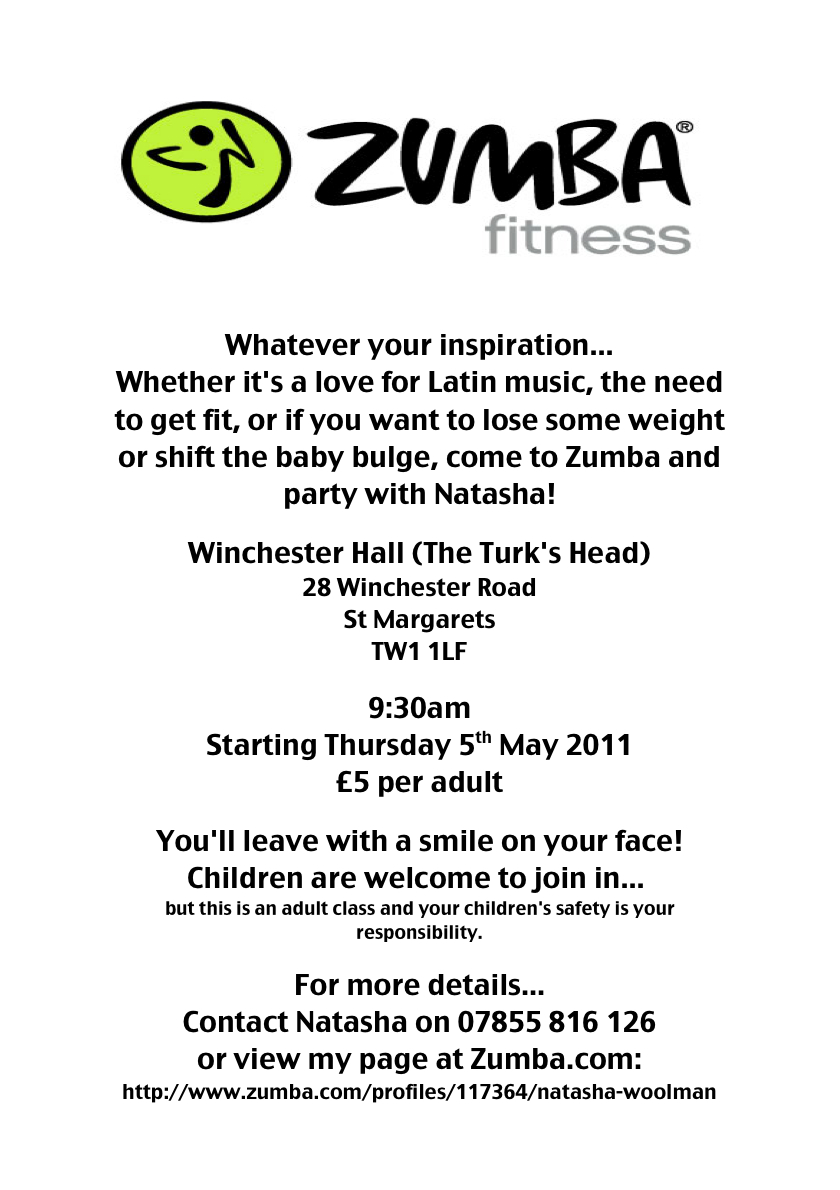 ZUMBA®
fitness
Whatever your inspiration...
Whether it's a love for Latin music, the need
to get fit, or if you want to lose some weight
or shift the baby bulge, come to Zumba and
party with Natasha!
Winchester Hall (The Turk's Head)
28 Winchester Road
St Margarets
TW1 1LF
9:30am
Starting Thursday 5th May 2011
£5 per adult
You'll leave with a smile on your face!
Children are welcome to join in...
but this is an adult class and your children's safety is your
responsibility.
For more details...
Contact Natasha on 07855 816 126
or view my page at Zumba.com:
http://www.zumba.com/profiles/117364/natasha-woolman